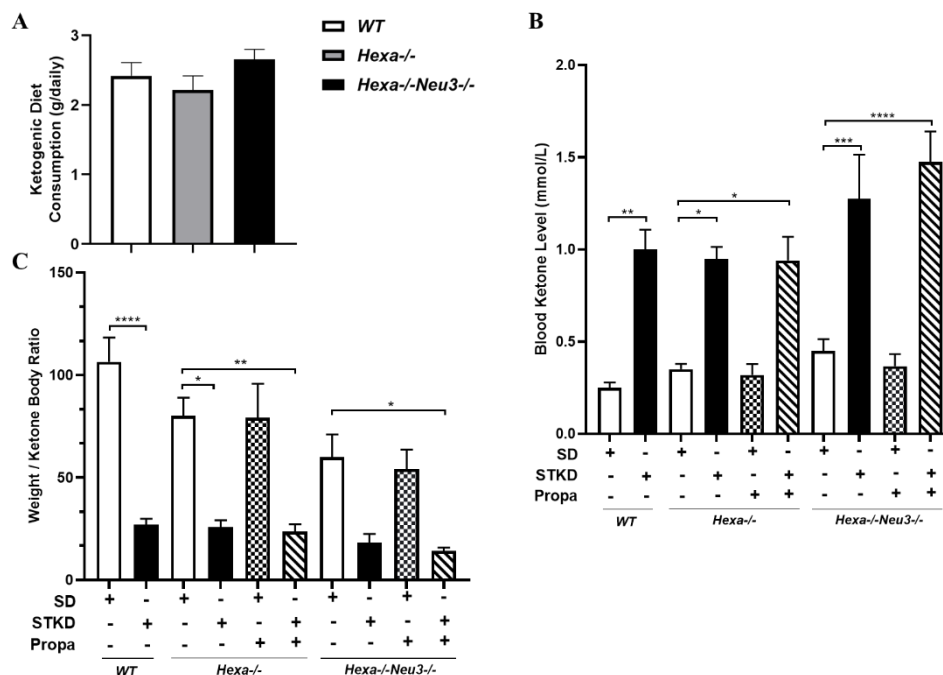 A
Ketogenic Diet
Consumption (g/daily)
3
2
1
0
WT
Hexa-/-
Hexa-/-Neu3-/-
B
Blood Ketone Level (mmol/L)
2.0
1.5
1.0
0.5
0.0
** * * *** ****
SD + - + - + - + - + -
STKD - + - + - + - + - +
Propa - - - - + + - - + +
WT Hexa-/- Hexa-/-Neu3-/-
C
Weight / Ketone Body Ratio
150
100
50
0
**** * ** *
SD + - + - + - + - + -
STKD - + - + - + - + - +
Propa - - - - + + - - + +
WT Hexa-/- Hexa-/-Neu3-/-